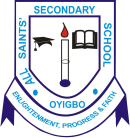 SECONDARY
ALL SAINTS'
SCHOOL
OYIGBO
ENLIGHTENMENT, PROGRESS & FAITH